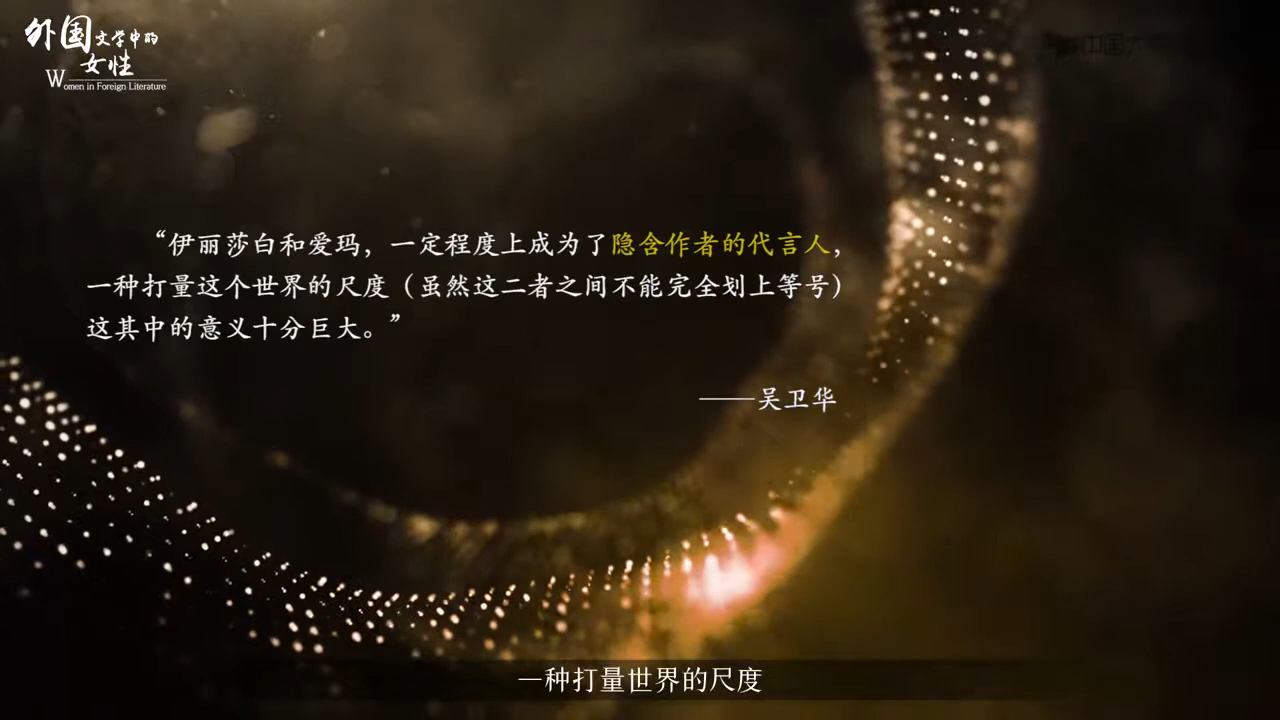 外国文学中的
女性
Women in Foreign Literature
“伊丽莎白和爱玛，一定程度上成为了隐含作者的代言人，
一种打量这个世界的尺度（虽然这二者之间不能完全划上等号）
这其中的意义十分巨大。”
——吴卫华
一种打量世界的尺度